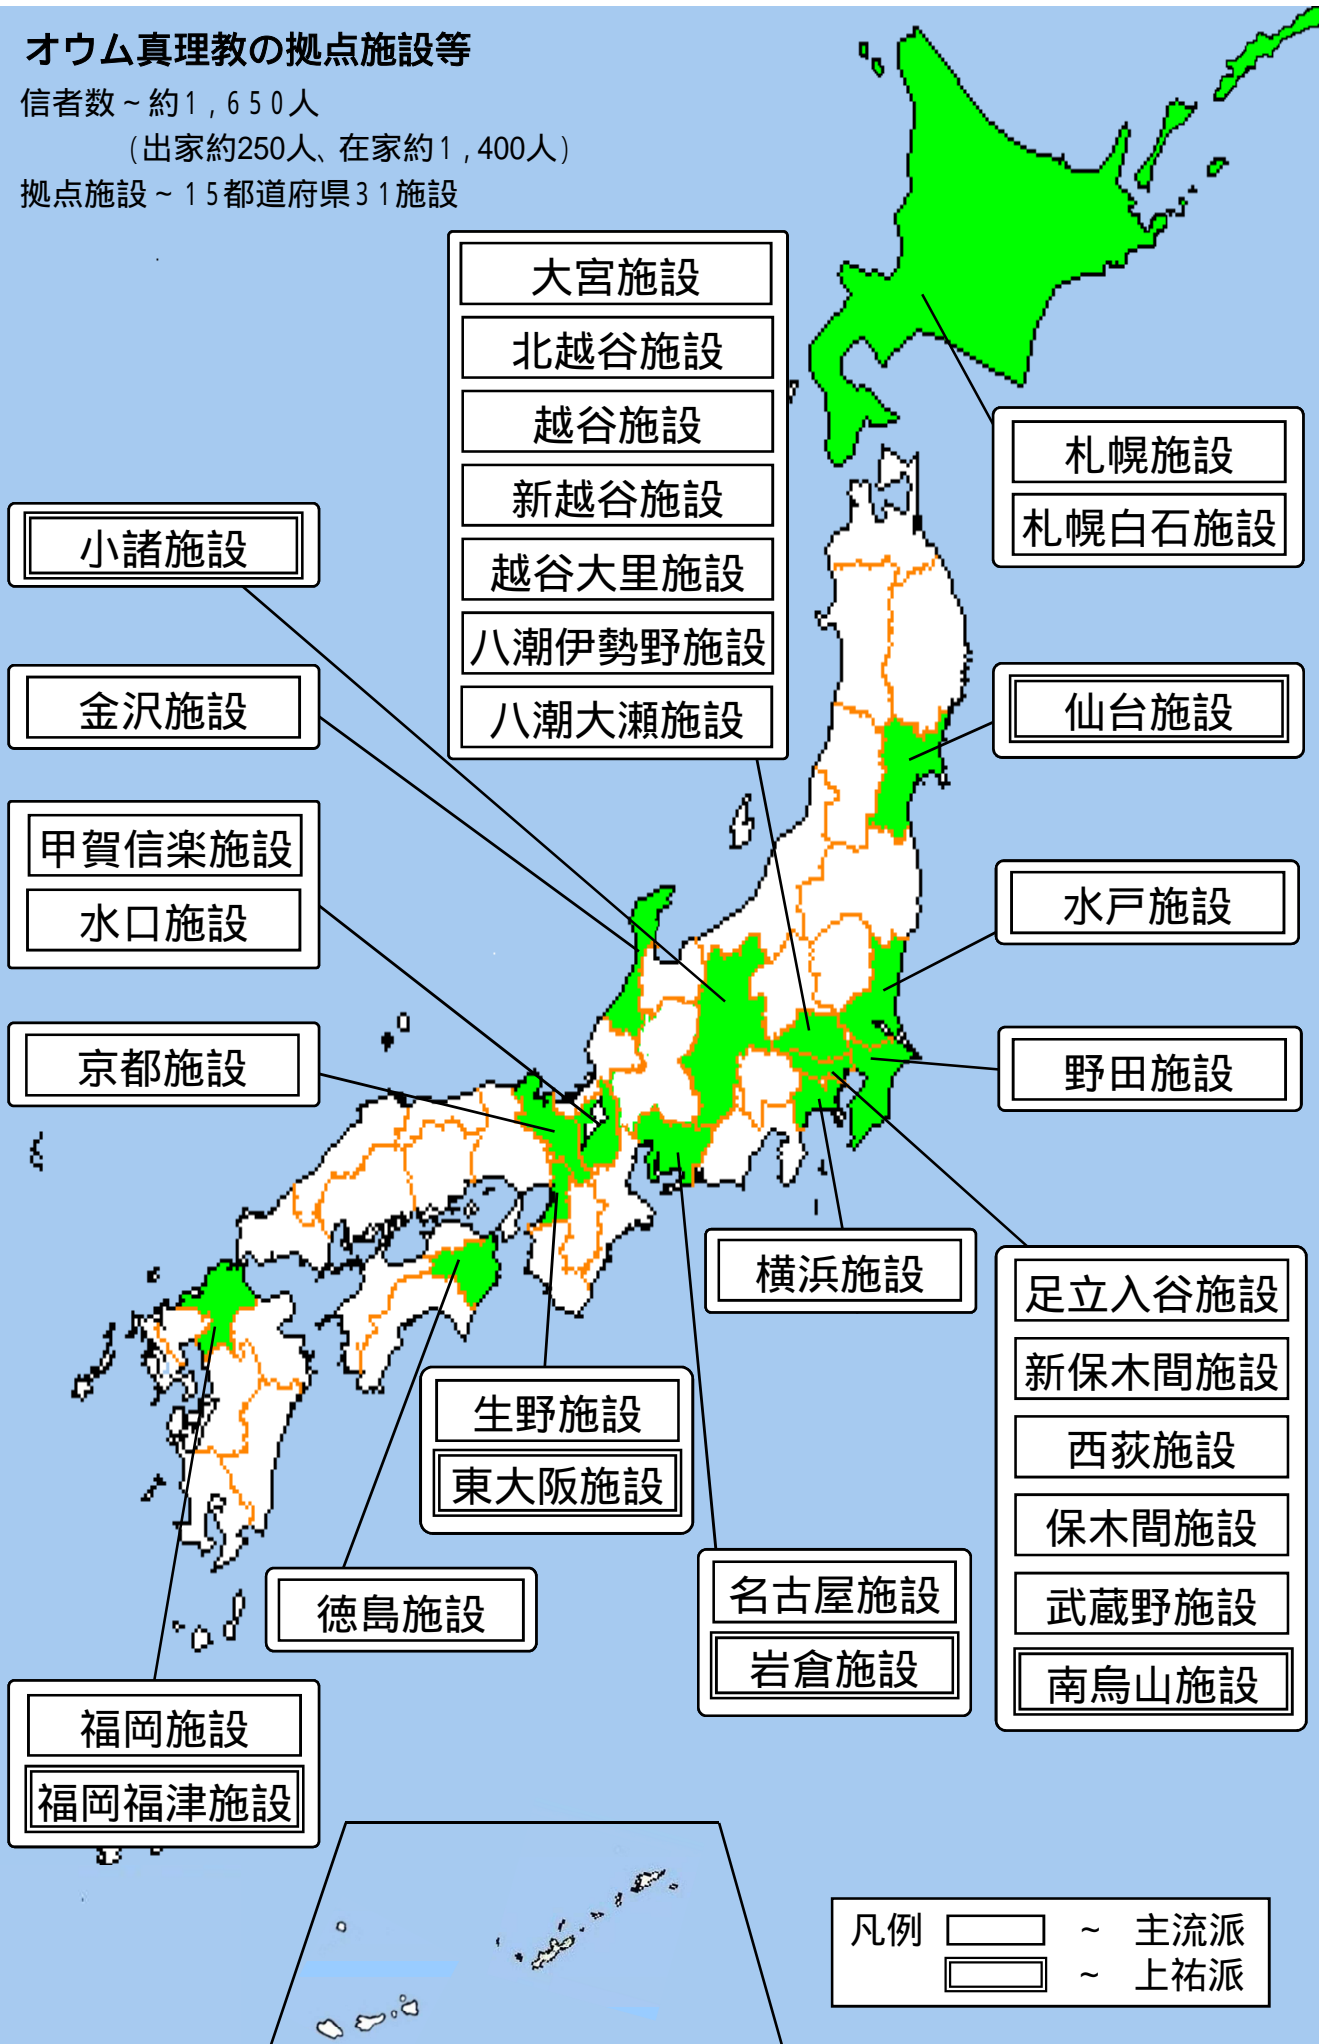 オウム真理教の拠点施設等
信者数~約1,650人
(出家約250人、在家約1,400人)
拠点施設~15都道府県31施設
大宮施設
北越谷施設
越谷施設
新越谷施設
越谷大里施設
八潮伊勢野施設
八潮大瀬施設
札幌施設
札幌白石施設
小諸施設
金沢施設
仙台施設
甲賀信楽施設
水口施設
水戸施設
京都施設
野田施設
横浜施設
足立入谷施設
新保木間施設
西荻施設
保木間施設
武蔵野施設
南烏山施設
生野施設
東大阪施設
名古屋施設
岩倉施設
徳島施設
福岡施設
福岡福津施設
凡例 ~ 主流派
~ 上祐派